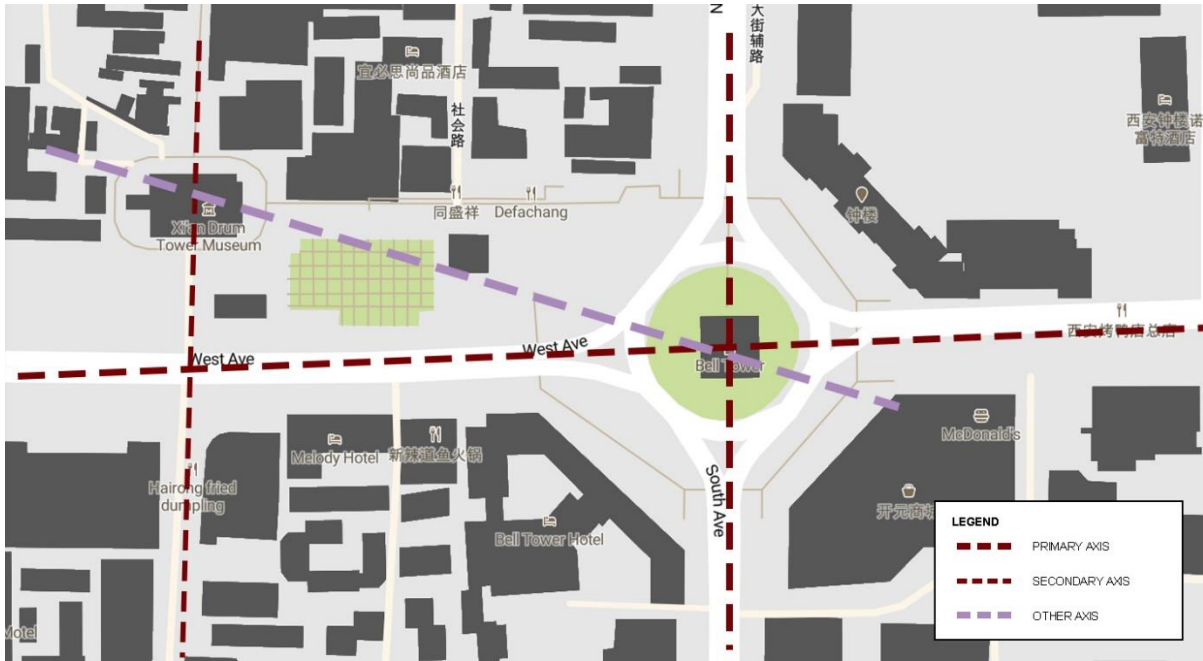 N
大街辅路
宜必思尚品酒店
社会路
西安钟楼诺
富特酒店
同盛祥
Defachang
钟楼
Xi'an Drum
Tower Museum
西安烤鸭店总店
West Ave
West Ave
Bell Tower
McDonald's
Melody Hotel
新辣道鱼火锅
Hairong fried
dumpling
South Ave
开元商城
Bell Tower Hotel
Motel
LEGEND
PRIMARY AXIS
SECONDARY AXIS
OTHER AXIS